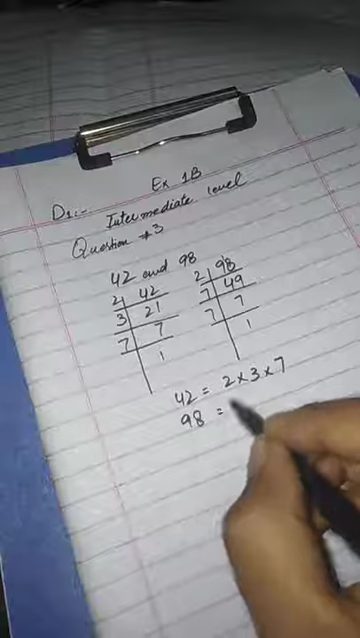 Ex 1B
D1:-
Intermediate level
Question #3
42 and 98
2 | 42
3 | 21
7 | 7
1
2 | 98
7 | 49
7 | 7
1
42 = 2 × 3 × 7
98 =